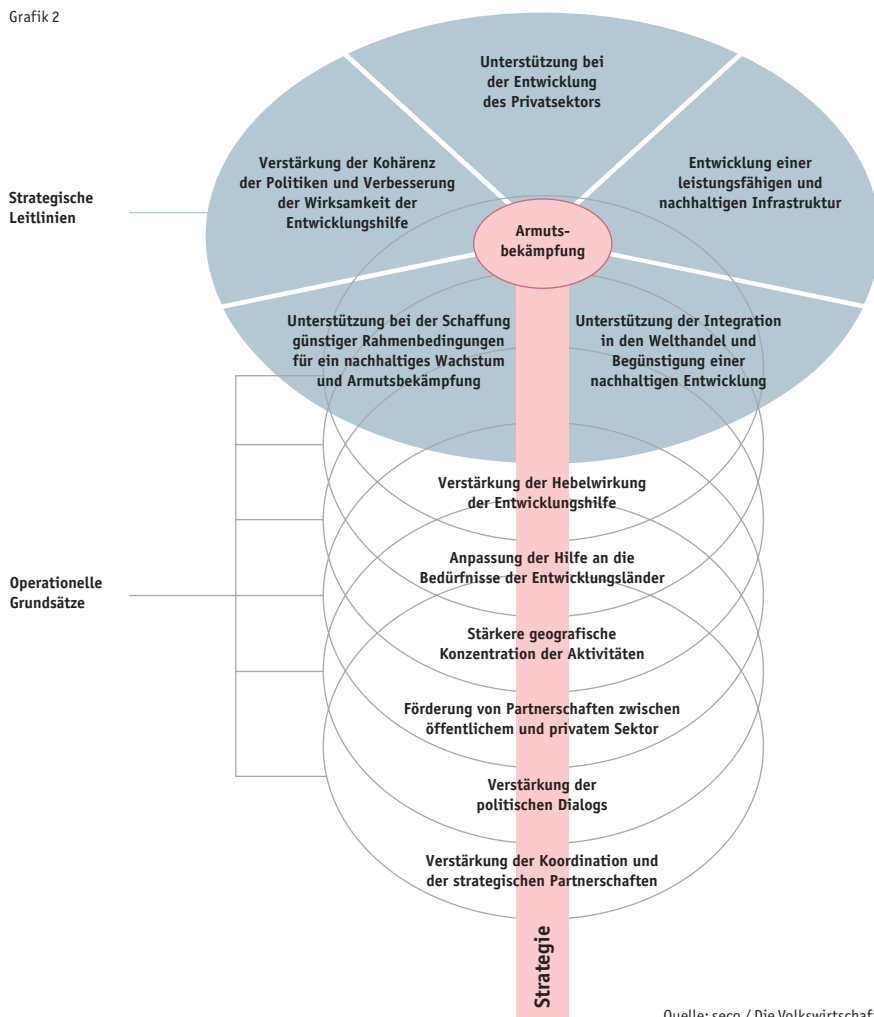 Grafik 2
Unterstützung bei
der Entwicklung
des Privatsektors
Verstärkung der Kohärenz
der Politiken und Verbesserung
der Wirksamkeit der
Entwicklungshilfe
Entwicklung einer
leistungsfähigen und
nachhaltigen Infrastruktur
Strategische
Leitlinien
Armuts-
bekämpfung
Unterstützung bei der Schaffung
günstiger Rahmenbedingungen
für ein nachhaltiges Wachstum
und Armutsbekämpfung
Unterstützung der Integration
in den Welthandel und
Begünstigung einer
nachhaltigen Entwicklung
Verstärkung der Hebelwirkung
der Entwicklungshilfe
Anpassung der Hilfe an die
Bedürfnisse der Entwicklungsländer
Operationelle
Grundsätze
Stärkere geografische
Konzentration der Aktivitäten
Förderung von Partnerschaften zwischen
öffentlichem und privatem Sektor
Verstärkung der
politischen Dialogs
Verstärkung der Koordination und
der strategischen Partnerschaften
Strategie
Quelle: seco / Die Volkswirtschaft